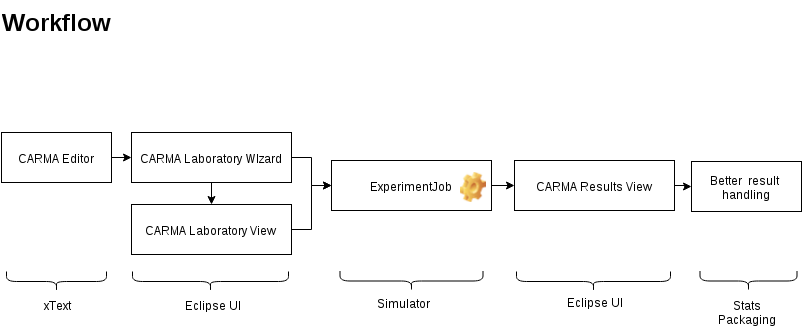 Workflow
CARMA Editor
CARMA Laboratory WIzard
CARMA Laboratory View
ExperimentJob
CARMA Results View
Better result
handling
xText
Eclipse UI
Simulator
Eclipse UI
Stats
Packaging